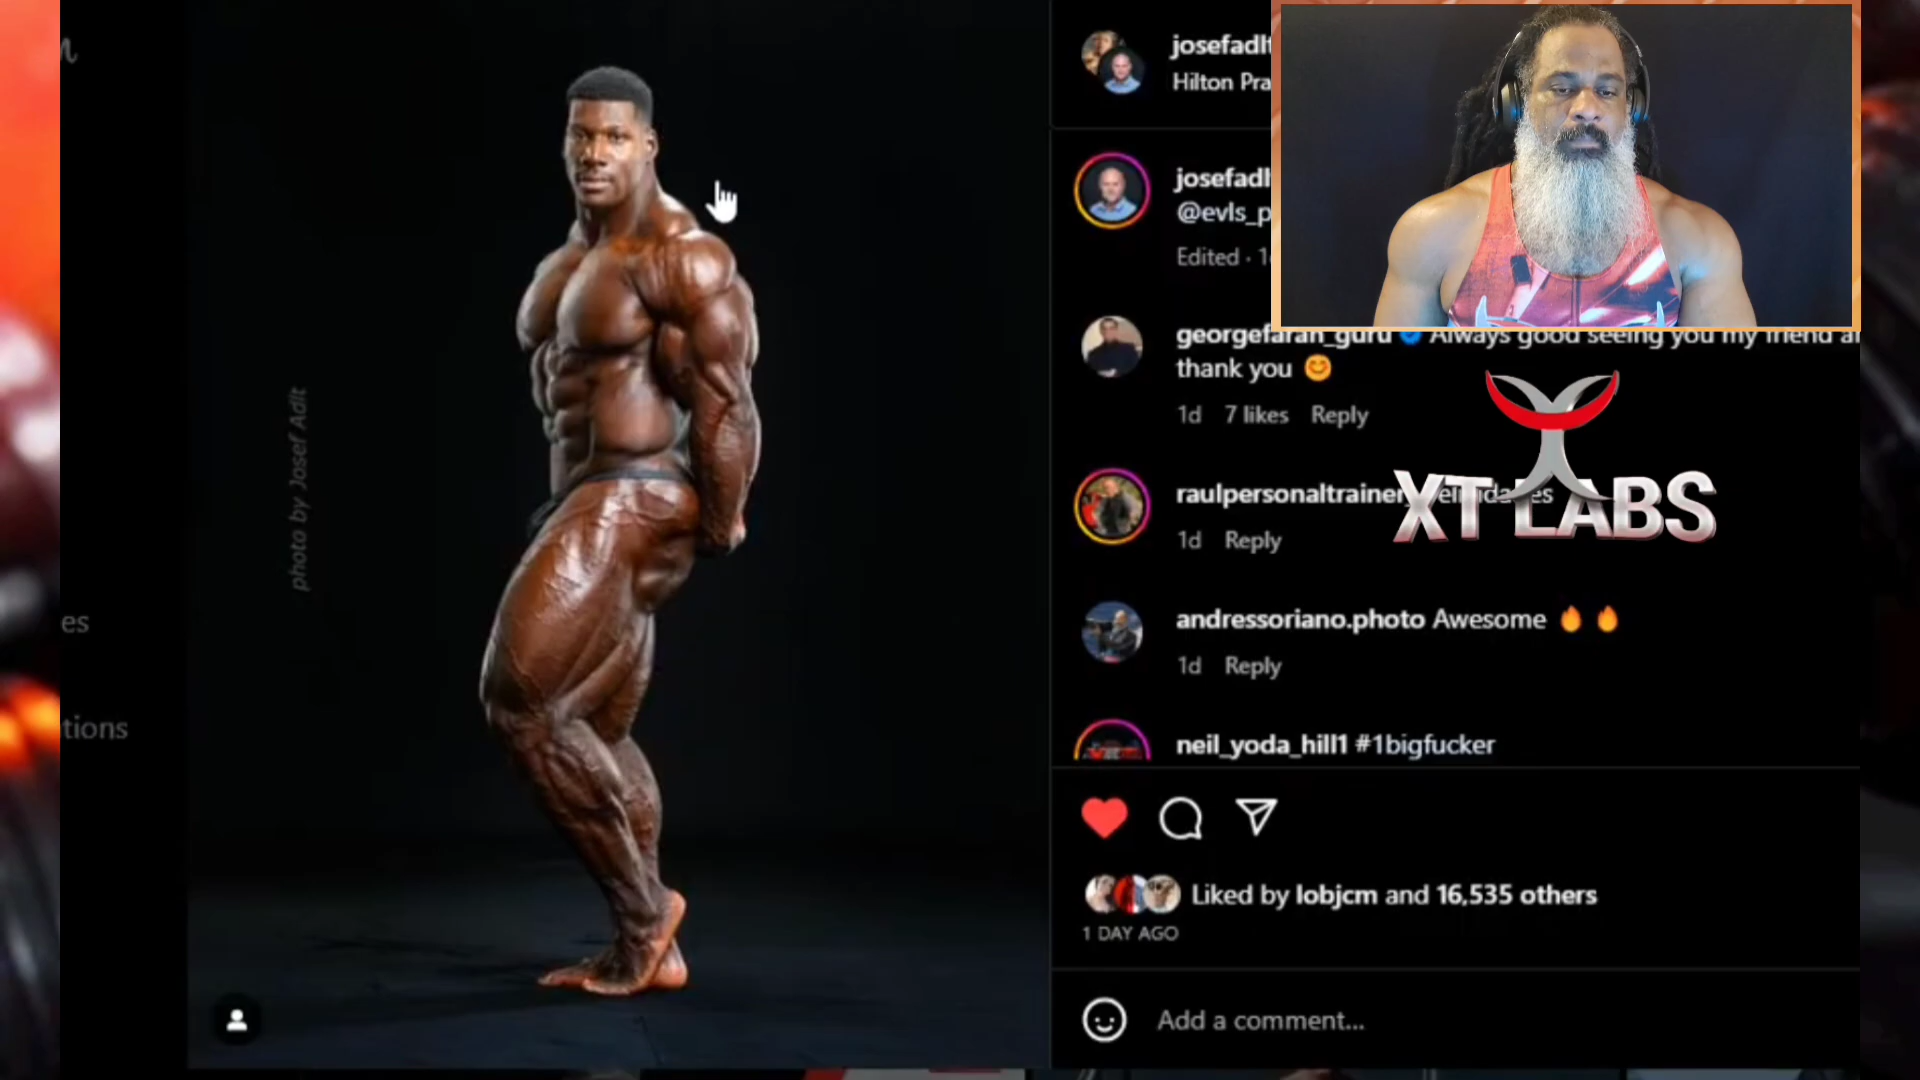 es
tions
photo by Josef Adlt
josefadlt
Hilton Pra
josefadl
@evls_p
Edited · 1
georgefarah_guru Always good seeing you my friend a
thank you 😊
1d 7 likes Reply
raulpersonaltrainer
1d Reply
XT LABS
andressoriano.photo Awesome 🔥 🔥
1d Reply
neil_yoda_hill1 #1bigfucker
Liked by lobjcm and 16,535 others
1 DAY AGO
Add a comment...